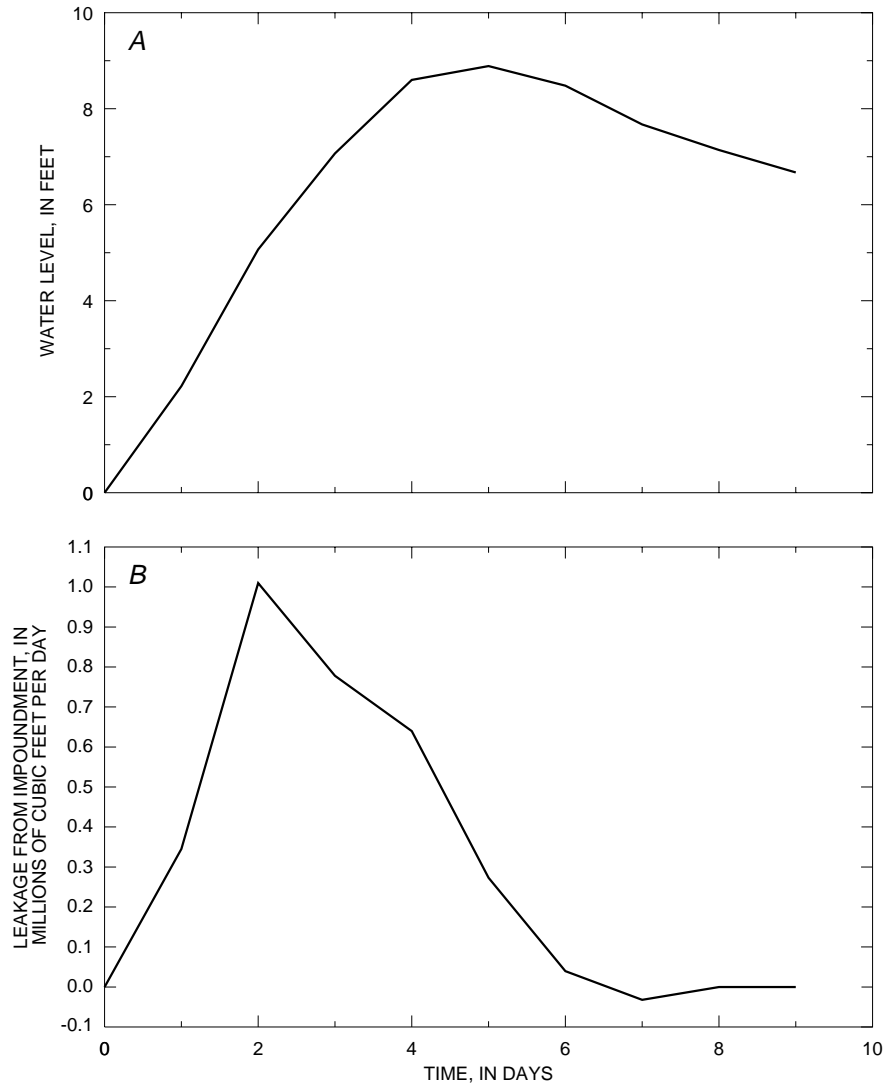 A
10
8
6
4
2
0
WATER LEVEL, IN FEET
B
1.1
1.0
0.9
0.8
0.7
0.6
0.5
0.4
0.3
0.2
0.1
0.0
-0.1
LEAKAGE FROM IMPOUNDMENT, IN
MILLIONS OF CUBIC FEET PER DAY
0 2 4 6 8 10
TIME, IN DAYS